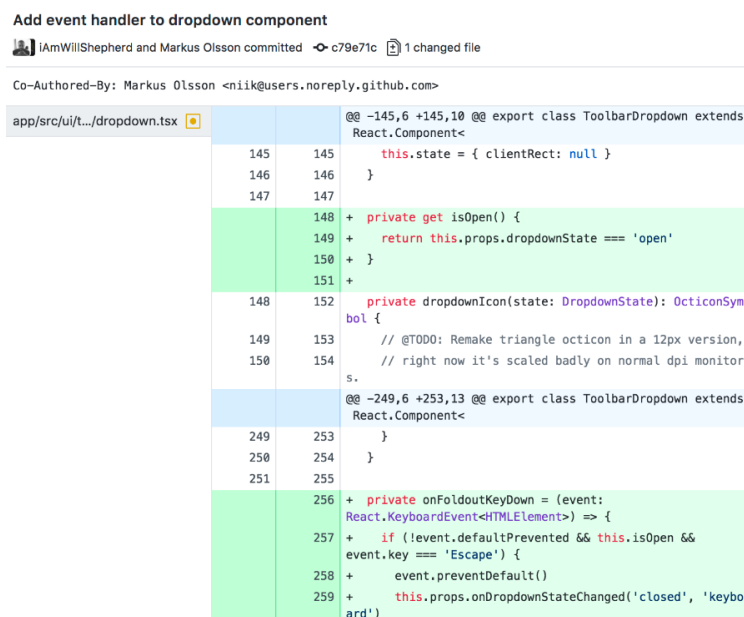 Add event handler to dropdown component
iAmWillShepherd and Markus Olsson committed c79e71c 1 changed file
Co-Authored-By: Markus Olsson <niik@users.noreply.github.com>
app/src/ui/t.../dropdown.tsx
@@ -145,6 +145,10 @@ export class ToolbarDropdown extends
React.Component<
145 145 this.state = { clientRect: null }
146 146 }
147 147
148 + private get isOpen() {
149 + return this.props.dropdownState === 'open'
150 + }
151 +
148 152 private dropdownIcon(state: DropdownState): OcticonSym
bol {
149 153 // @TODO: Remake triangle octicon in a 12px version,
150 154 // right now it's scaled badly on normal dpi monitor
s.
@@ -249,6 +253,13 @@ export class ToolbarDropdown extends
React.Component<
249 253 }
250 254 }
251 255
256 + private onFoldoutKeyDown = (event:
React.KeyboardEvent<HTMLElement>) => {
257 + if (!event.defaultPrevented && this.isOpen &&
event.key === 'Escape') {
258 + event.preventDefault()
259 + this.props.onDropdownStateChanged('closed', 'keybo
ard')